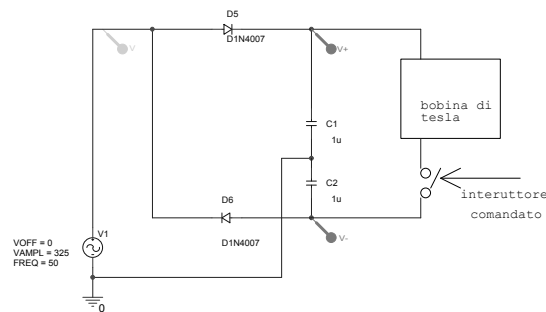 D5
D1N4007
V
V+
bobina di
tesla
C1
1u
C2
1u
D6
interuttore
comandato
V1
VOFF = 0
VAMPL = 325
FREQ = 50
D1N4007
V-
0